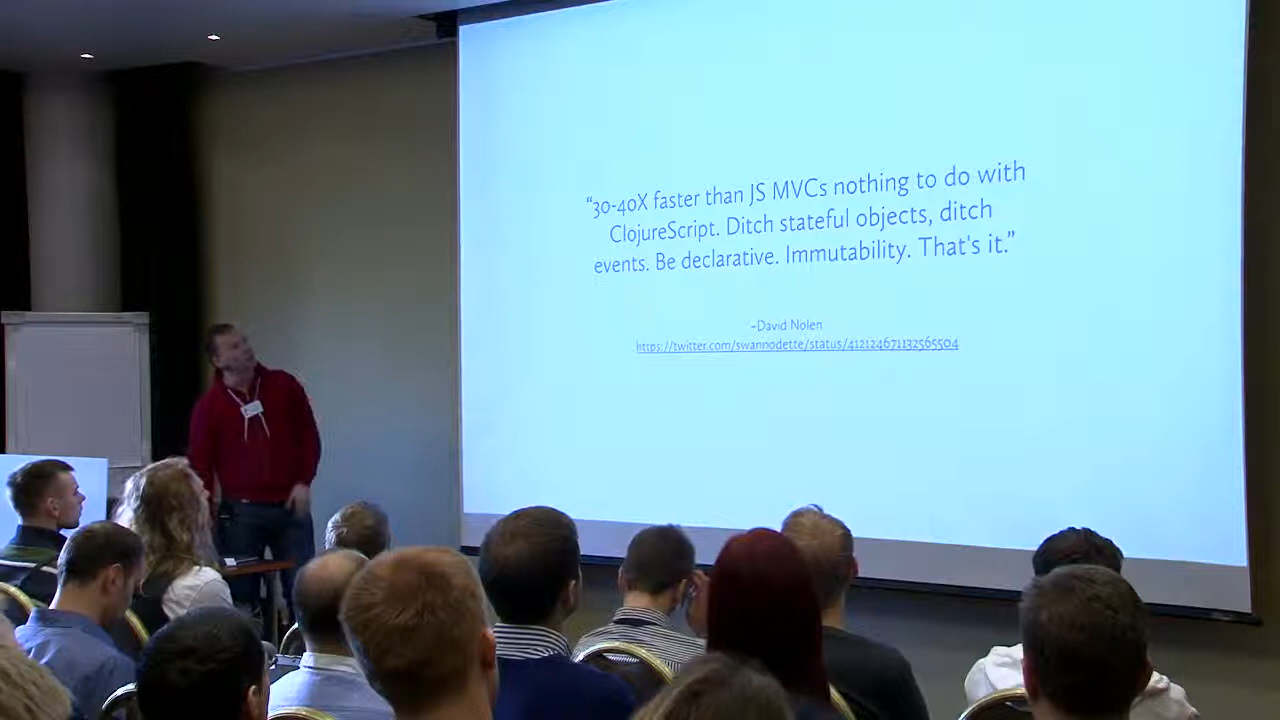 “30-40X faster than JS MVCs nothing to do with
ClojureScript. Ditch stateful objects, ditch
events. Be declarative. Immutability. That's it.”
-David Nolen
https://twitter.com/swannodette/status/412124671132565504